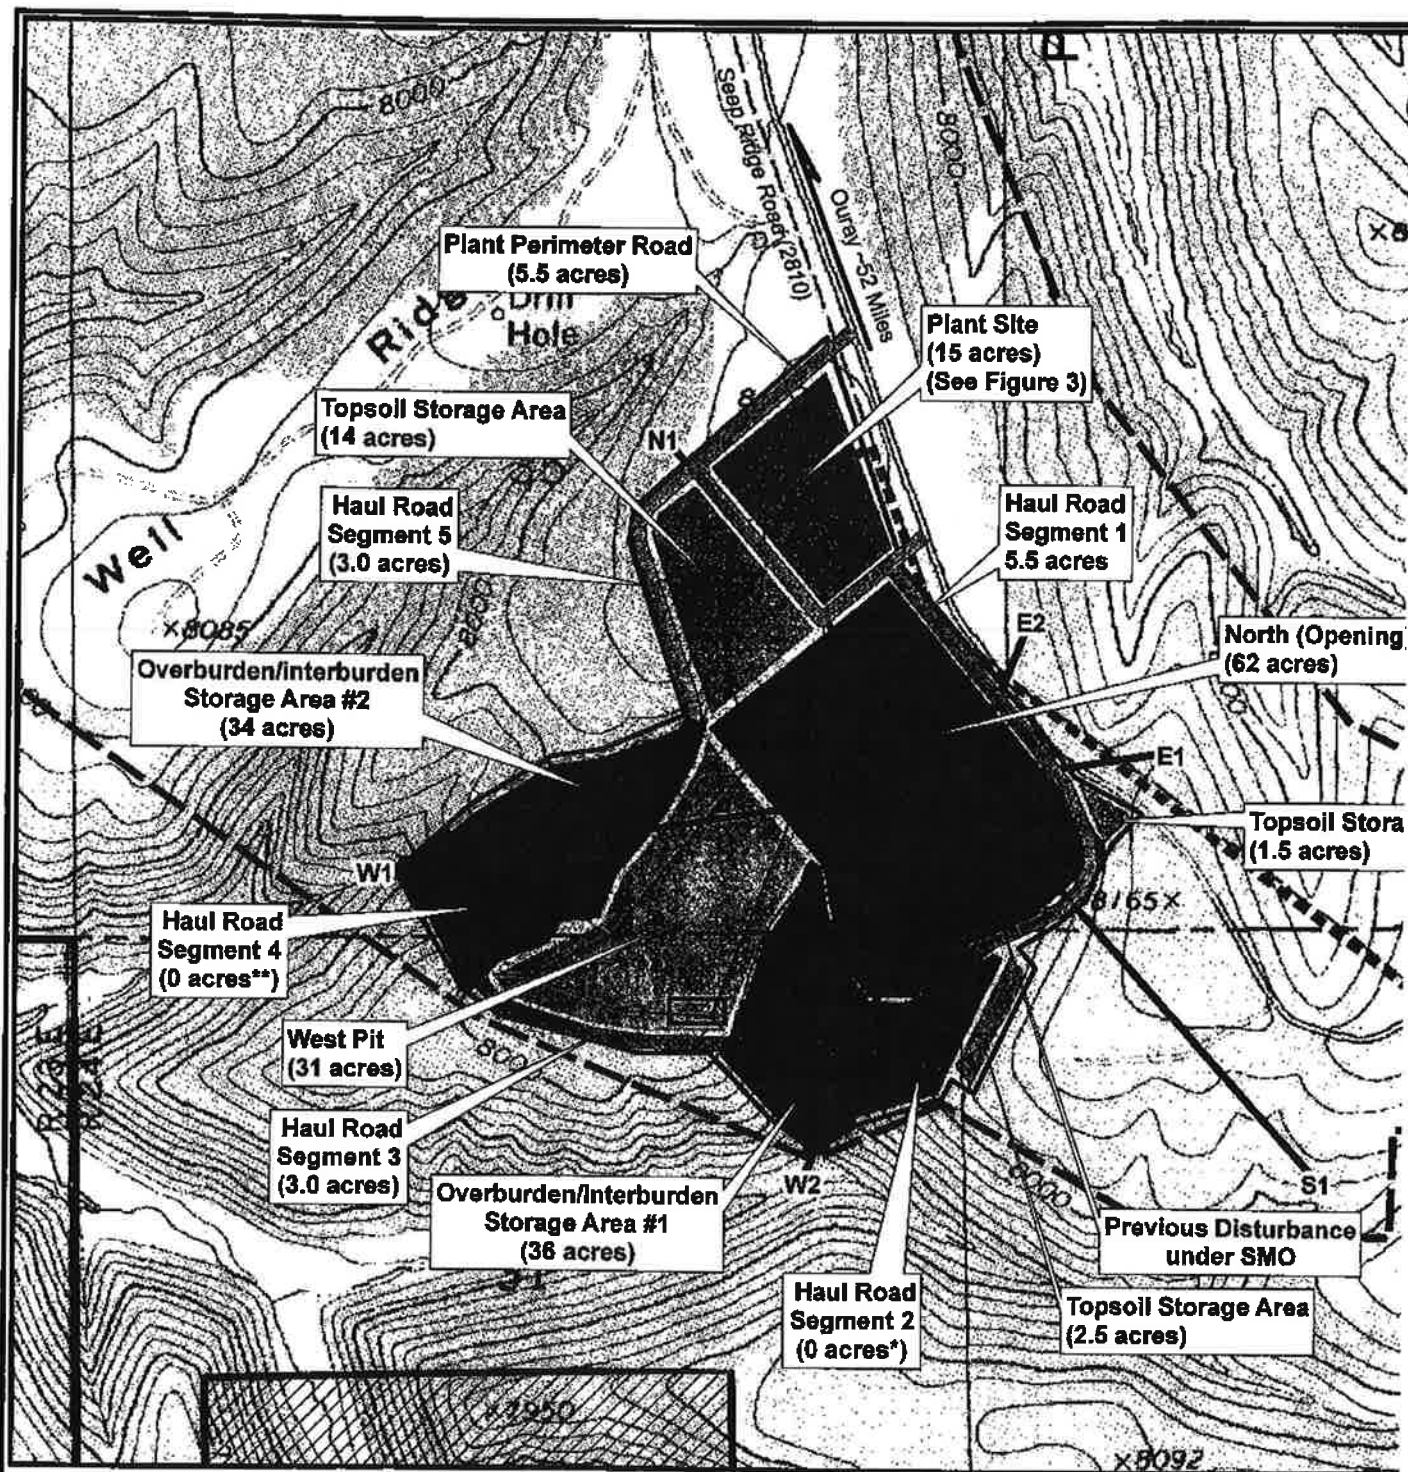 8000
Seep Ridge Road (2810)
8000
Ouray ~52 Miles
Plant Perimeter Road
(5.5 acres)
Drill
Hole
Ridge
Plant Site
(15 acres)
(See Figure 3)
Topsoil Storage Area
(14 acres)
N1
Haul Road
Segment 5
(3.0 acres)
Haul Road
Segment 1
5.5 acres
Well
8000
×8085
E2
North (Opening)
(62 acres)
Overburden/Interburden
Storage Area #2
(34 acres)
E1
Topsoil Stora
(1.5 acres)
W1
8165×
Haul Road
Segment 4
(0 acres**)
West Pit
(31 acres)
800
Haul Road
Segment 3
(3.0 acres)
W2
8000
S1
Overburden/Interburden
Storage Area #1
(36 acres)
Previous Disturbance
under SMO
31
Haul Road
Segment 2
(0 acres*)
Topsoil Storage Area
(2.5 acres)
×7950
×8092